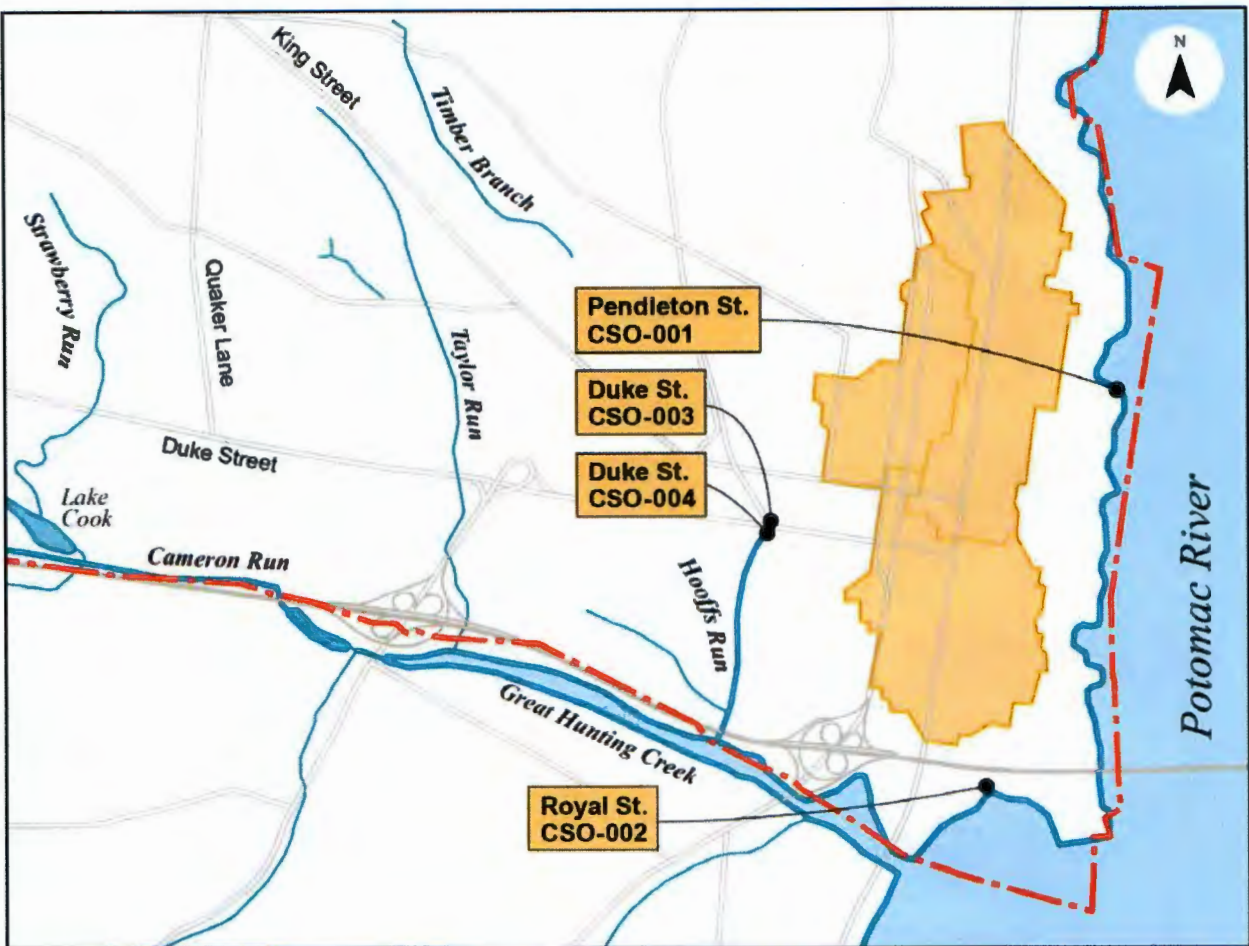 N
King Street
Timber Branch
Strawberry Run
Quaker Lane
Taylor Run
Pendleton St.
CSO-001
Duke St.
CSO-003
Duke St.
CSO-004
Duke Street
Lake
Cook
Cameron Run
Hooffs Run
Great Hunting Creek
Potomac River
Royal St.
CSO-002